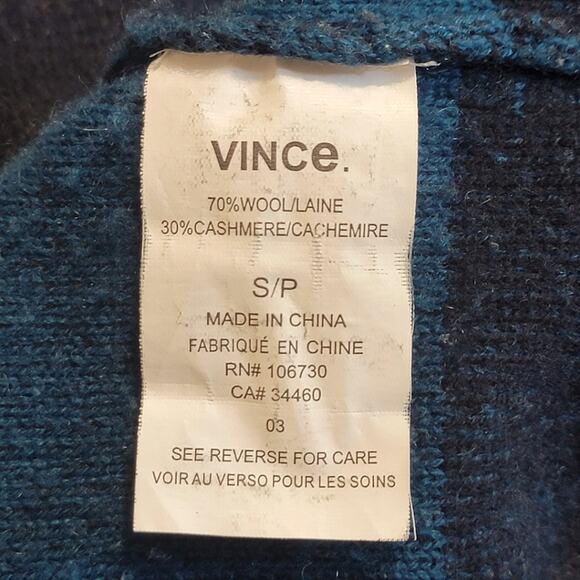 VINCe.
70%WOOL/LAINE
30%CASHMERE/CACHEMIRE
S/P
MADE IN CHINA
FABRIQUÉ EN CHINE
RN# 106730
CA# 34460
03
SEE REVERSE FOR CARE
VOIR AU VERSO POUR LES SOINS